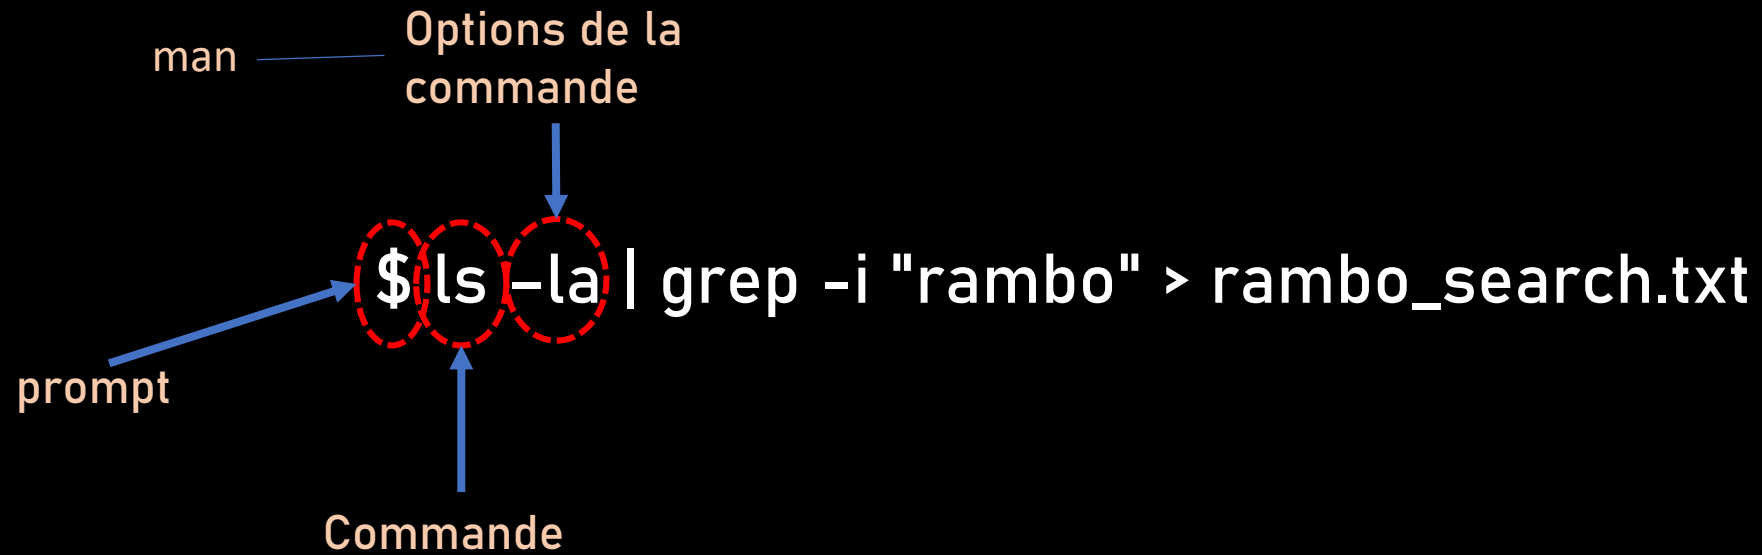 Options de la
commande
man
$ ls -la | grep -i "rambo" > rambo_search.txt
prompt
Commande